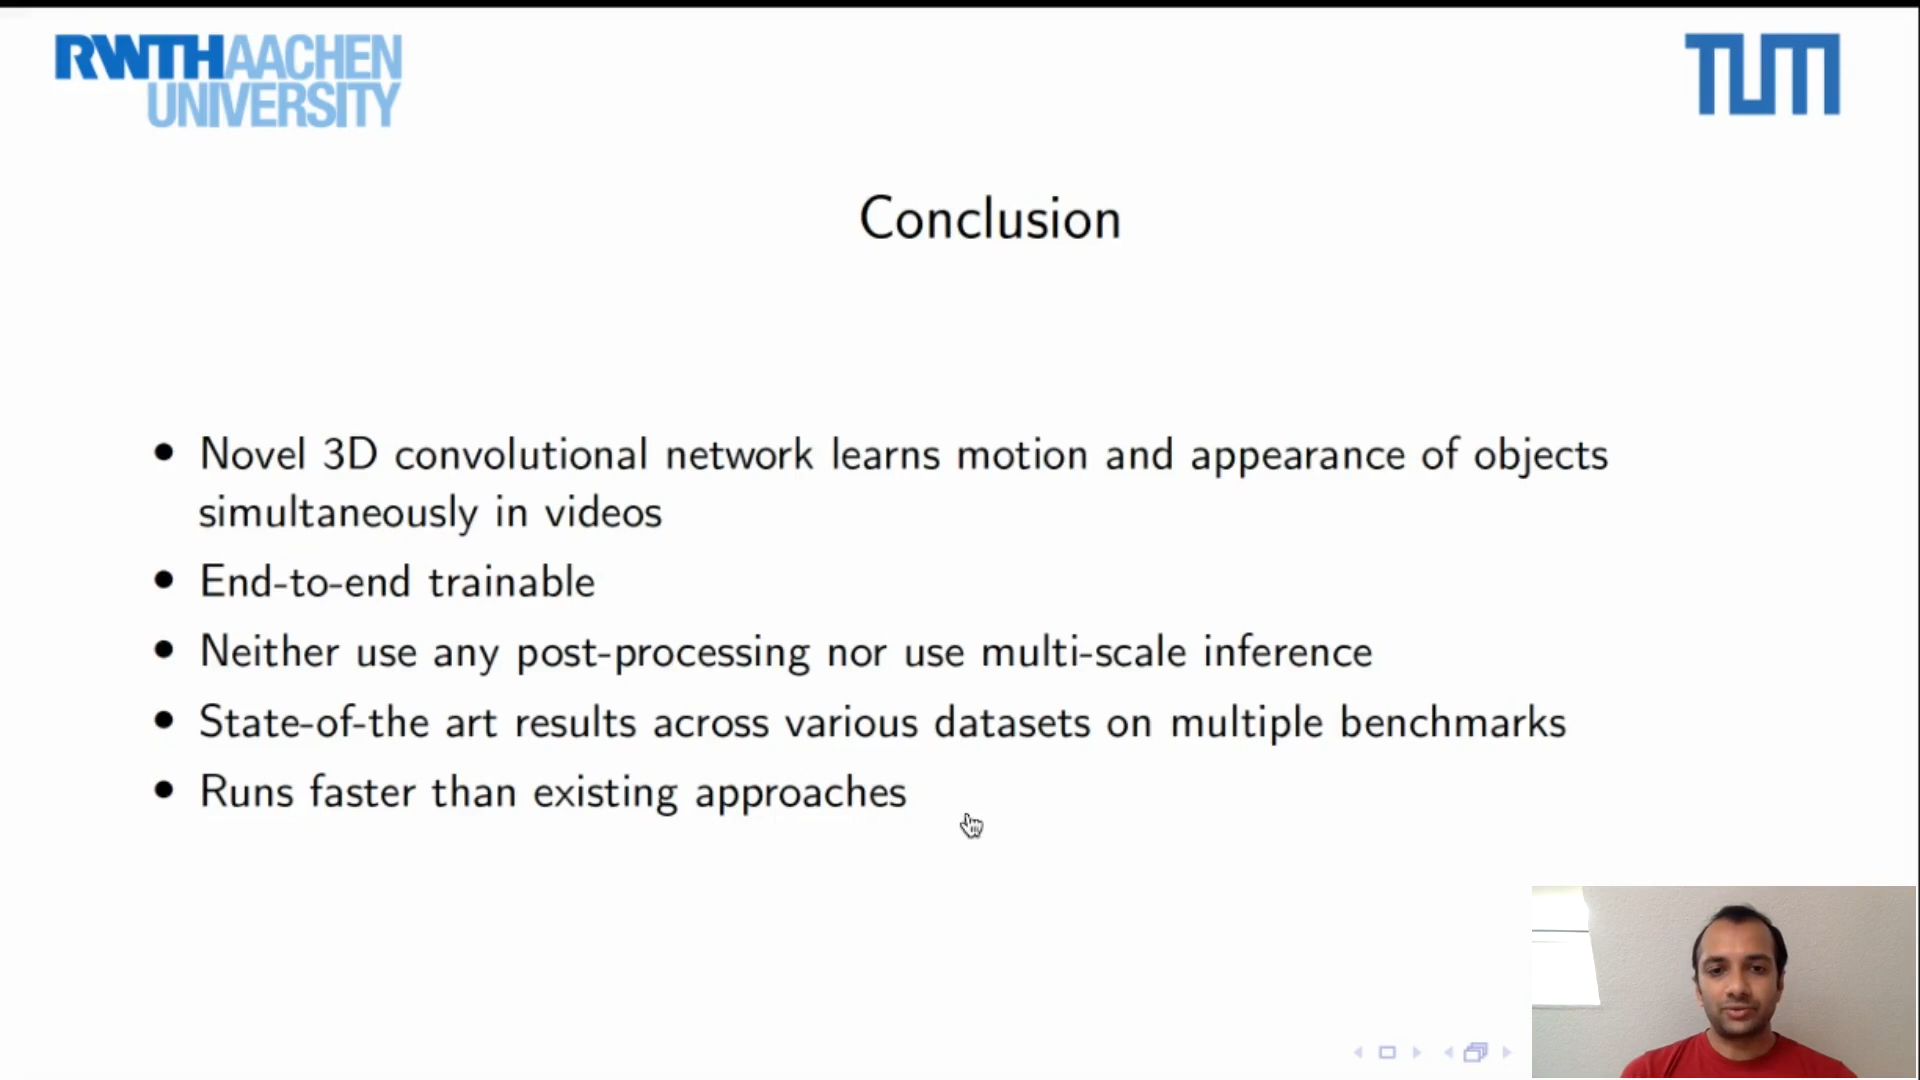 RWTHAACHEN
UNIVERSITY
TUM
Conclusion
• Novel 3D convolutional network learns motion and appearance of objects
simultaneously in videos
• End-to-end trainable
• Neither use any post-processing nor use multi-scale inference
• State-of-the art results across various datasets on multiple benchmarks
• Runs faster than existing approaches